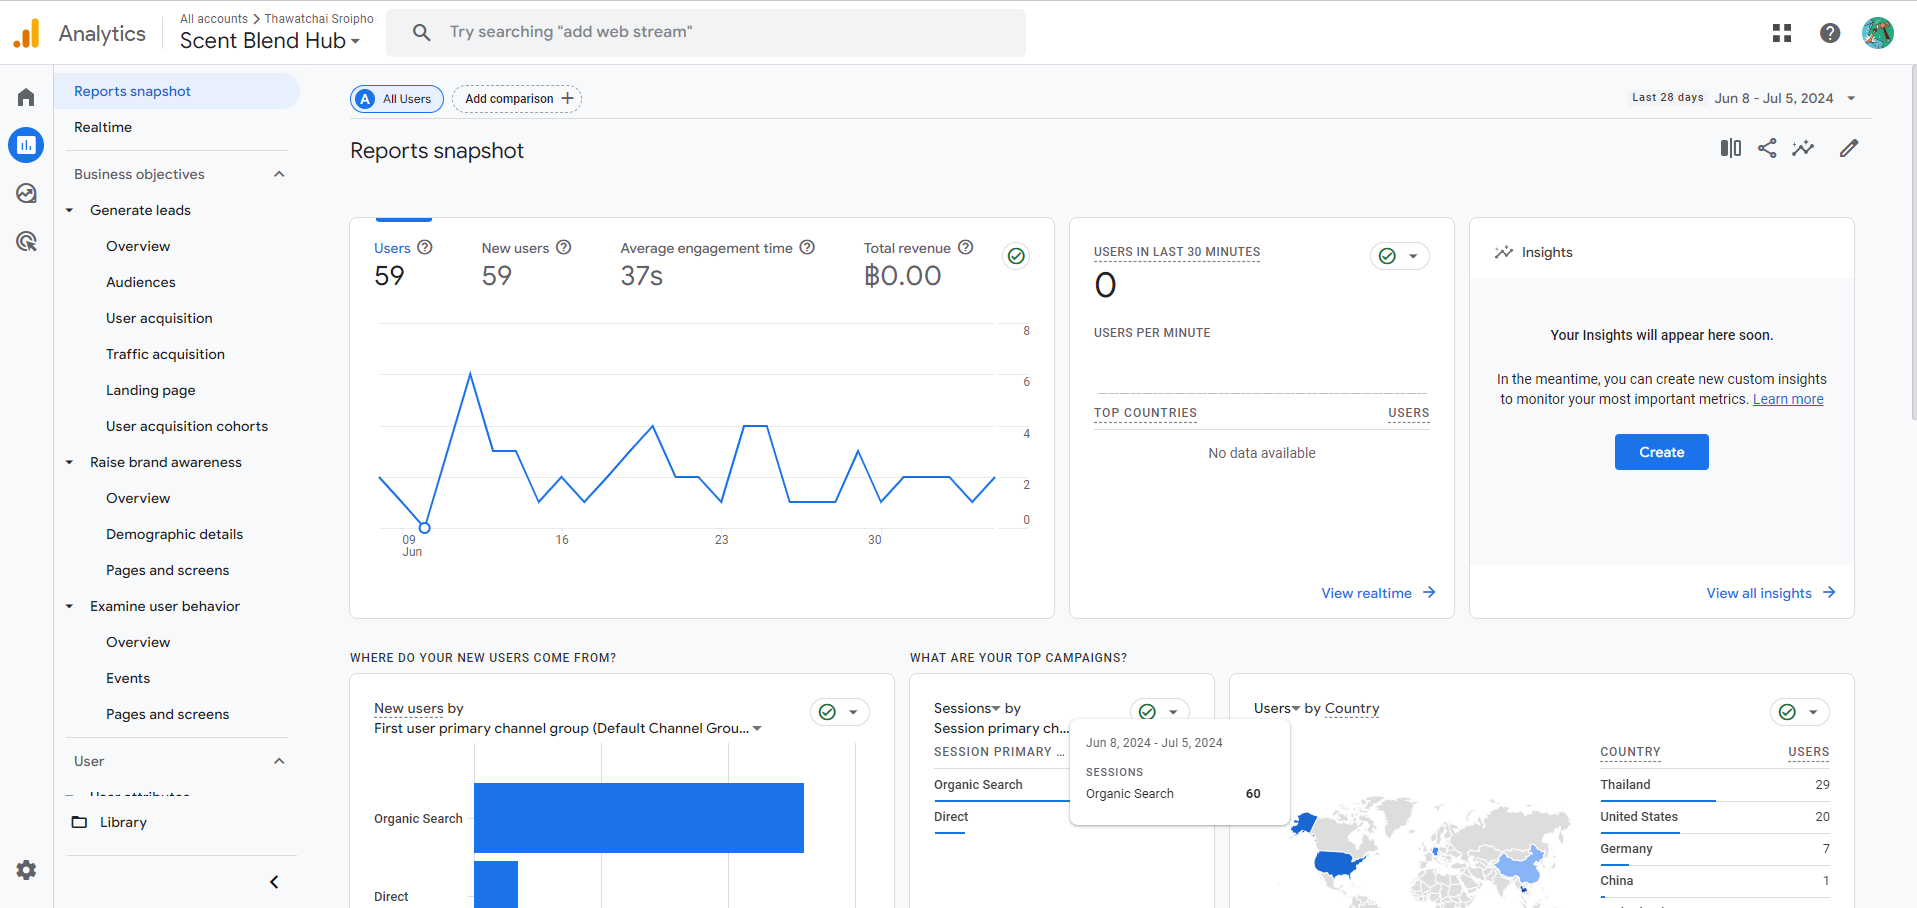 Analytics
All accounts > Thawatchai Sroipho
Scent Blend Hub
Try searching "add web stream"
Reports snapshot
Realtime
Business objectives
Generate leads
Overview
Audiences
User acquisition
Traffic acquisition
Landing page
User acquisition cohorts
Raise brand awareness
Overview
Demographic details
Pages and screens
Examine user behavior
Overview
Events
Pages and screens
User
User attributes
Library
A All Users
Add comparison +
Last 28 days Jun 8 - Jul 5, 2024
Reports snapshot
Users
59
New users
59
Average engagement time
37s
Total revenue
฿0.00
8
6
4
2
0
09
Jun
16
23
30
USERS IN LAST 30 MINUTES
0
USERS PER MINUTE
TOP COUNTRIES USERS
No data available
View realtime
Insights
Your Insights will appear here soon.
In the meantime, you can create new custom insights
to monitor your most important metrics. Learn more
Create
View all insights
WHERE DO YOUR NEW USERS COME FROM?
New users by
First user primary channel group (Default Channel Grou...
Organic Search
Direct
WHAT ARE YOUR TOP CAMPAIGNS?
Sessions by
Session primary ch...
SESSION PRIMARY ...
Organic Search
Direct
Jun 8, 2024 - Jul 5, 2024
SESSIONS
Organic Search 60
Users by Country
COUNTRY USERS
Thailand 29
United States 20
Germany 7
China 1